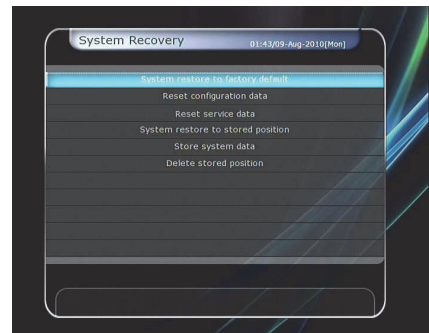 System Recovery
01:43/09-Aug-2010[Mon]
System restore to factory default
Reset configuration data
Reset service data
System restore to stored position
Store system data
Delete stored position